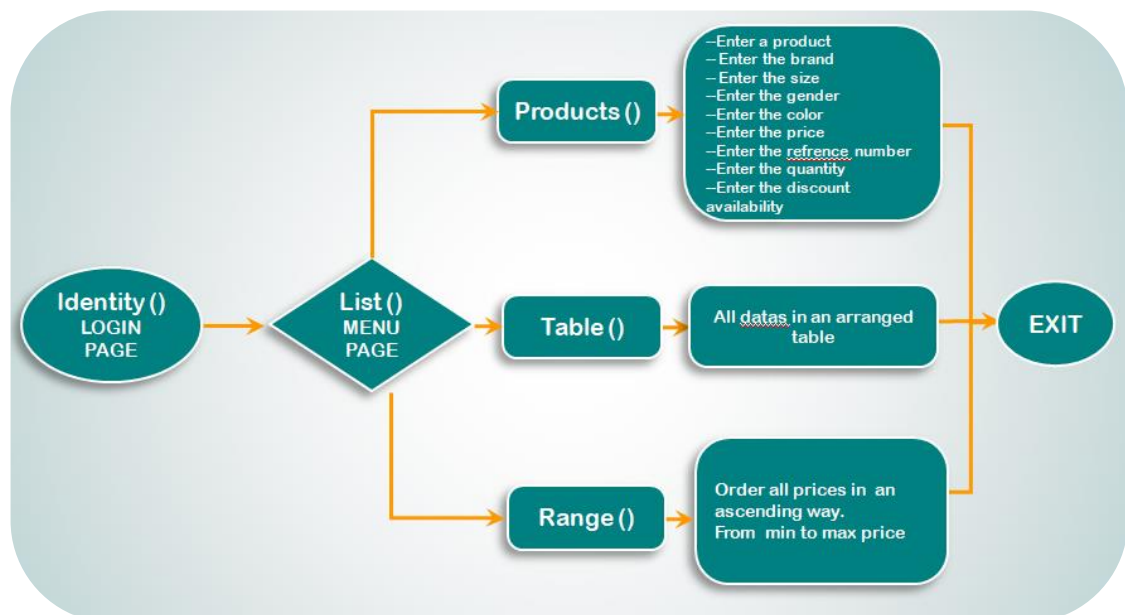 --Enter a product
-- Enter the brand
-- Enter the size
--Enter the gender
--Enter the color
--Enter the price
--Enter the refrence number
--Enter the quantity
--Enter the discount
availability
Products ()
Identity ()
LOGIN
PAGE
List ()
MENU
PAGE
Table ()
All datas in an arranged
table
EXIT
Range ()
Order all prices in an
ascending way.
From min to max price